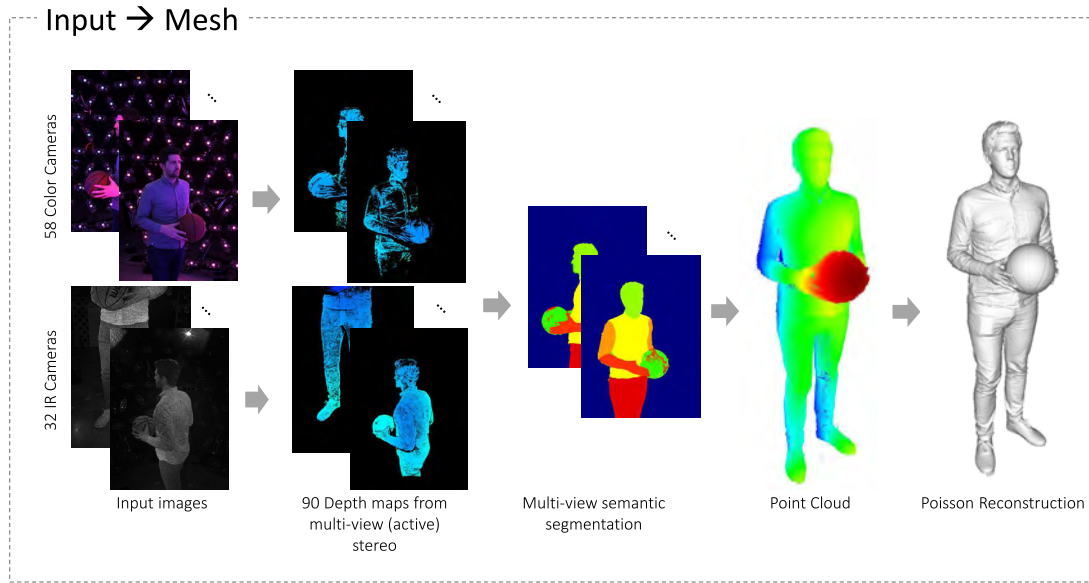 Input → Mesh
58 Color Cameras
32 IR Cameras
Input images
90 Depth maps from
multi-view (active)
stereo
Multi-view semantic
segmentation
Point Cloud
Poisson Reconstruction